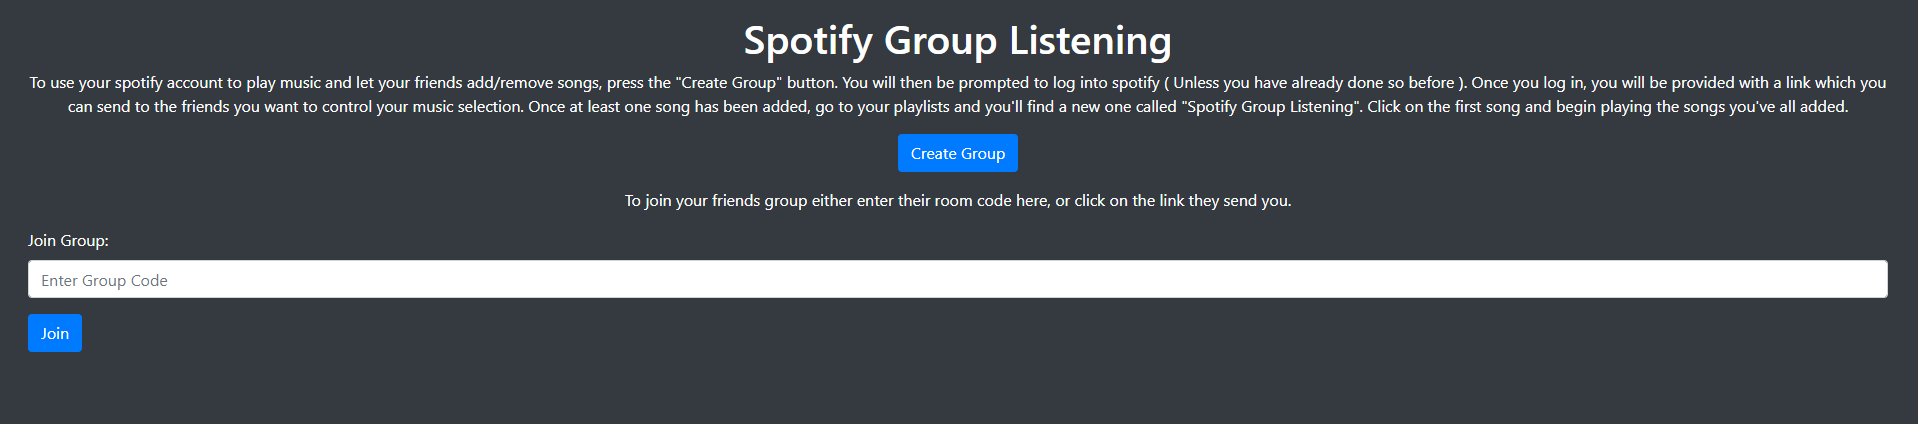 Spotify Group Listening
To use your spotify account to play music and let your friends add/remove songs, press the "Create Group" button. You will then be prompted to log into spotify ( Unless you have already done so before ). Once you log in, you will be provided with a link which you
can send to the friends you want to control your music selection. Once at least one song has been added, go to your playlists and you'll find a new one called "Spotify Group Listening". Click on the first song and begin playing the songs you've all added.
Create Group
To join your friends group either enter their room code here, or click on the link they send you.
Join Group:
Enter Group Code
Join